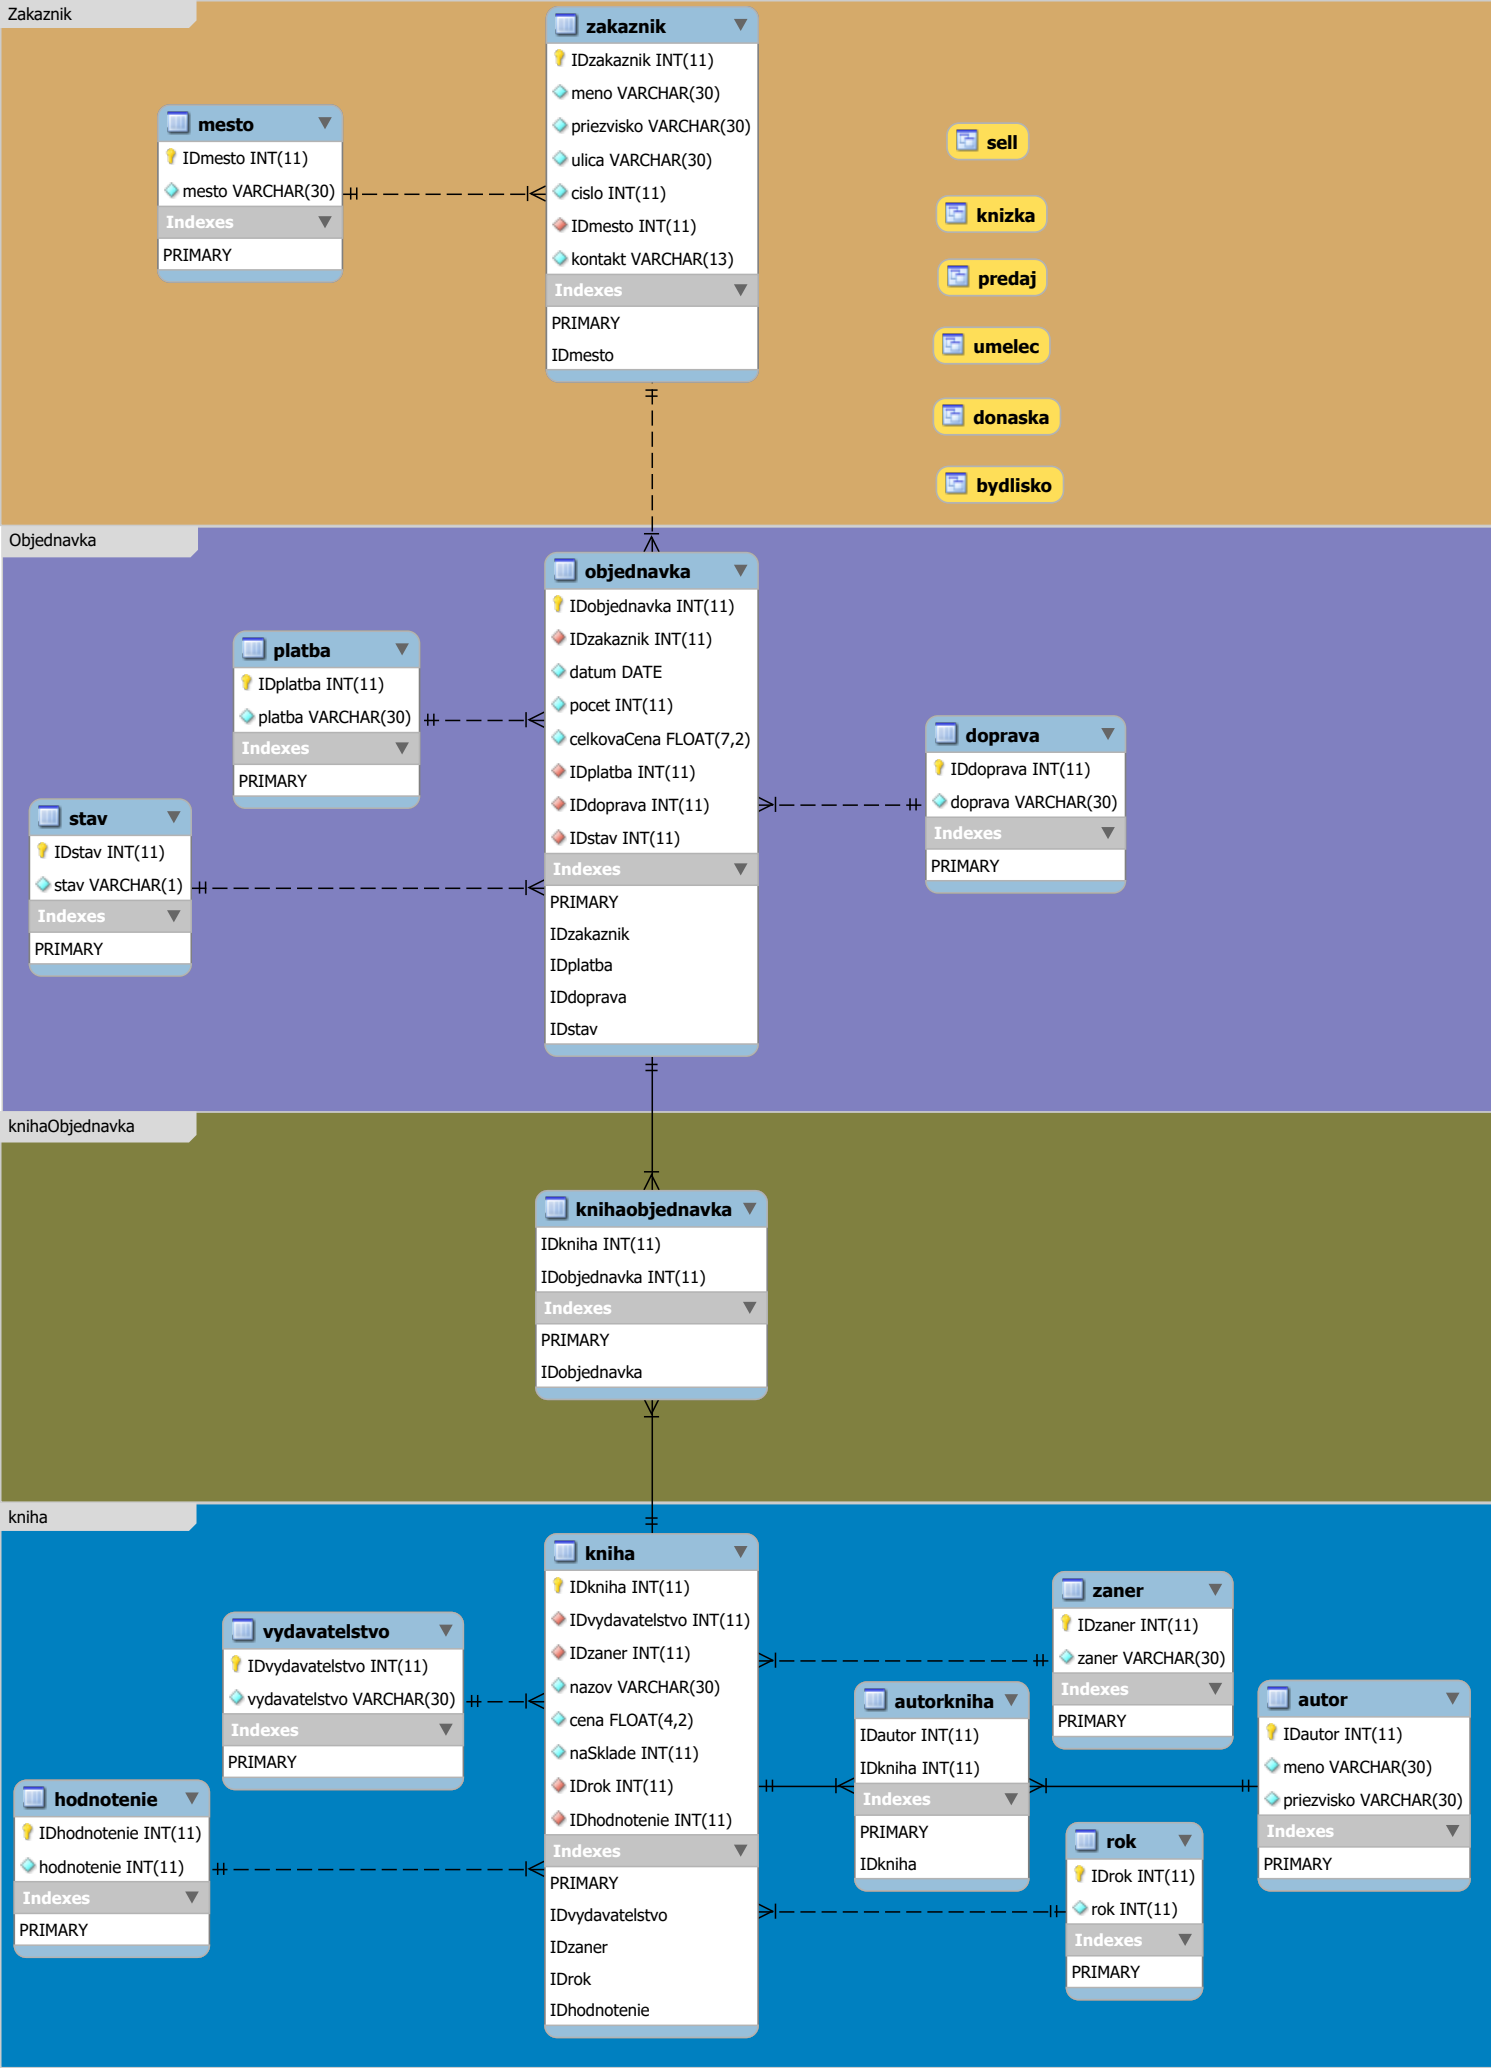 Zakaznik
zakaznik
IDzakaznik INT(11)
meno VARCHAR(30)
priezvisko VARCHAR(30)
ulica VARCHAR(30)
cislo INT(11)
IDmesto INT(11)
kontakt VARCHAR(13)
Indexes
PRIMARY
IDmesto
mesto
IDmesto INT(11)
mesto VARCHAR(30)
Indexes
PRIMARY
sell
knizka
predaj
umelec
donaska
bydlisko
Objednavka
objednavka
IDobjednavka INT(11)
IDzakaznik INT(11)
datum DATE
pocet INT(11)
celkovaCena FLOAT(7,2)
IDplatba INT(11)
IDdoprava INT(11)
IDstav INT(11)
Indexes
PRIMARY
IDzakaznik
IDplatba
IDdoprava
IDstav
platba
IDplatba INT(11)
platba VARCHAR(30)
Indexes
PRIMARY
stav
IDstav INT(11)
stav VARCHAR(1)
Indexes
PRIMARY
doprava
IDdoprava INT(11)
doprava VARCHAR(30)
Indexes
PRIMARY
knihaObjednavka
knihaobjednavka
IDkniha INT(11)
IDobjednavka INT(11)
Indexes
PRIMARY
IDobjednavka
kniha
kniha
IDkniha INT(11)
IDvydavatelstvo INT(11)
IDzaner INT(11)
nazov VARCHAR(30)
cena FLOAT(4,2)
naSklade INT(11)
IDrok INT(11)
IDhodnotenie INT(11)
Indexes
PRIMARY
IDvydavatelstvo
IDzaner
IDrok
IDhodnotenie
vydavatelstvo
IDvydavatelstvo INT(11)
vydavatelstvo VARCHAR(30)
Indexes
PRIMARY
hodnotenie
IDhodnotenie INT(11)
hodnotenie INT(11)
Indexes
PRIMARY
zaner
IDzaner INT(11)
zaner VARCHAR(30)
Indexes
PRIMARY
autorkniha
IDautor INT(11)
IDkniha INT(11)
Indexes
PRIMARY
IDkniha
autor
IDautor INT(11)
meno VARCHAR(30)
priezvisko VARCHAR(30)
Indexes
PRIMARY
rok
IDrok INT(11)
rok INT(11)
Indexes
PRIMARY